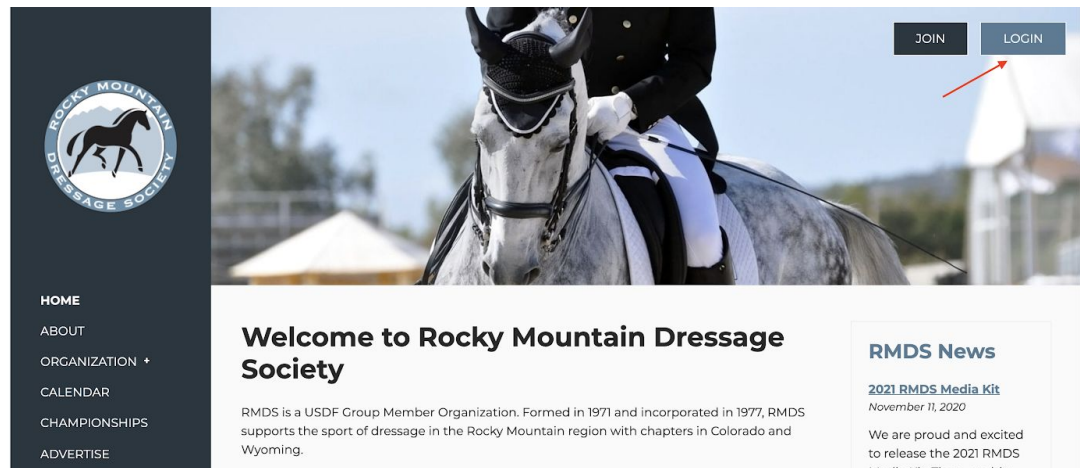 JOIN
LOGIN
ROCKY MOUNTAIN
DRESSAGE SOCIETY
HOME
ABOUT
ORGANIZATION +
CALENDAR
CHAMPIONSHIPS
ADVERTISE
Welcome to Rocky Mountain Dressage
Society
RMDS is a USDF Group Member Organization. Formed in 1971 and incorporated in 1977, RMDS
supports the sport of dressage in the Rocky Mountain region with chapters in Colorado and
Wyoming.
RMDS News
2021 RMDS Media Kit
November 11, 2020
We are proud and excited
to release the 2021 RMDS